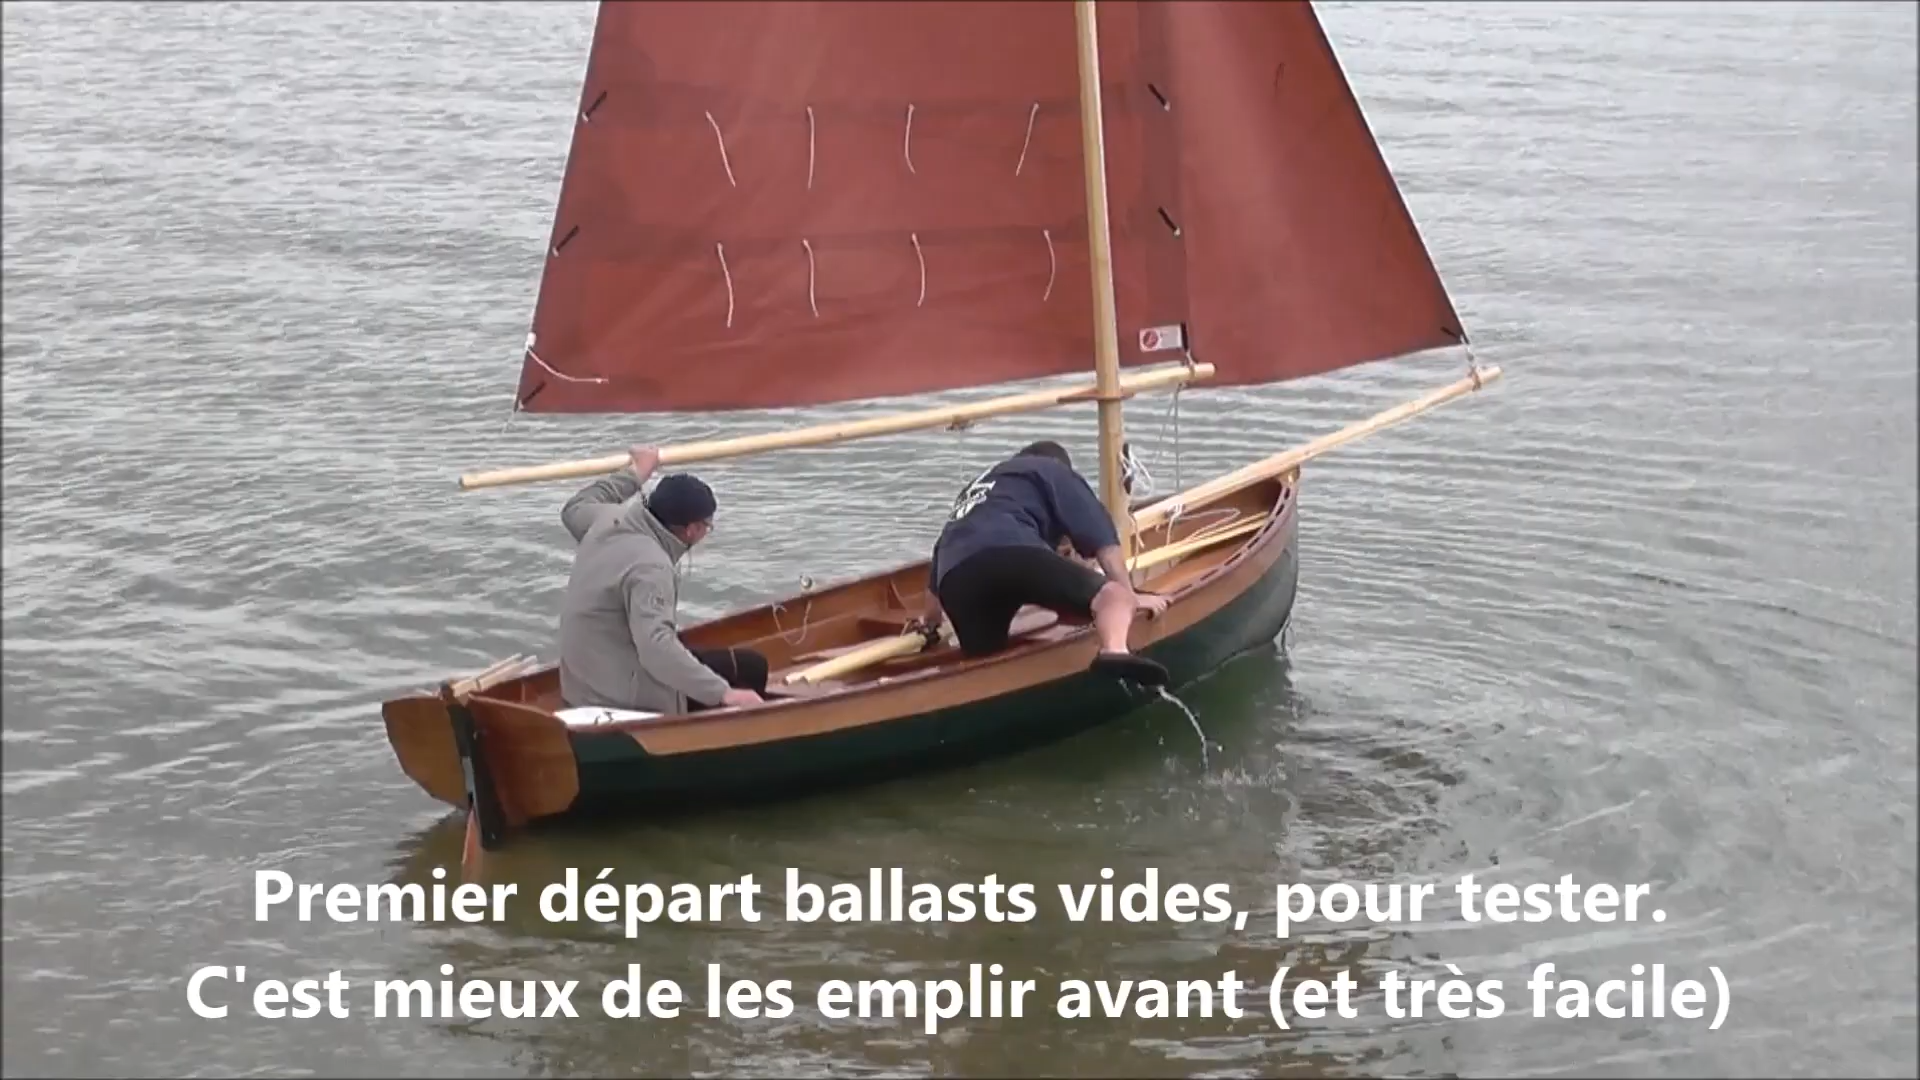 Premier départ ballasts vides, pour tester.
C'est mieux de les emplir avant (et très facile)